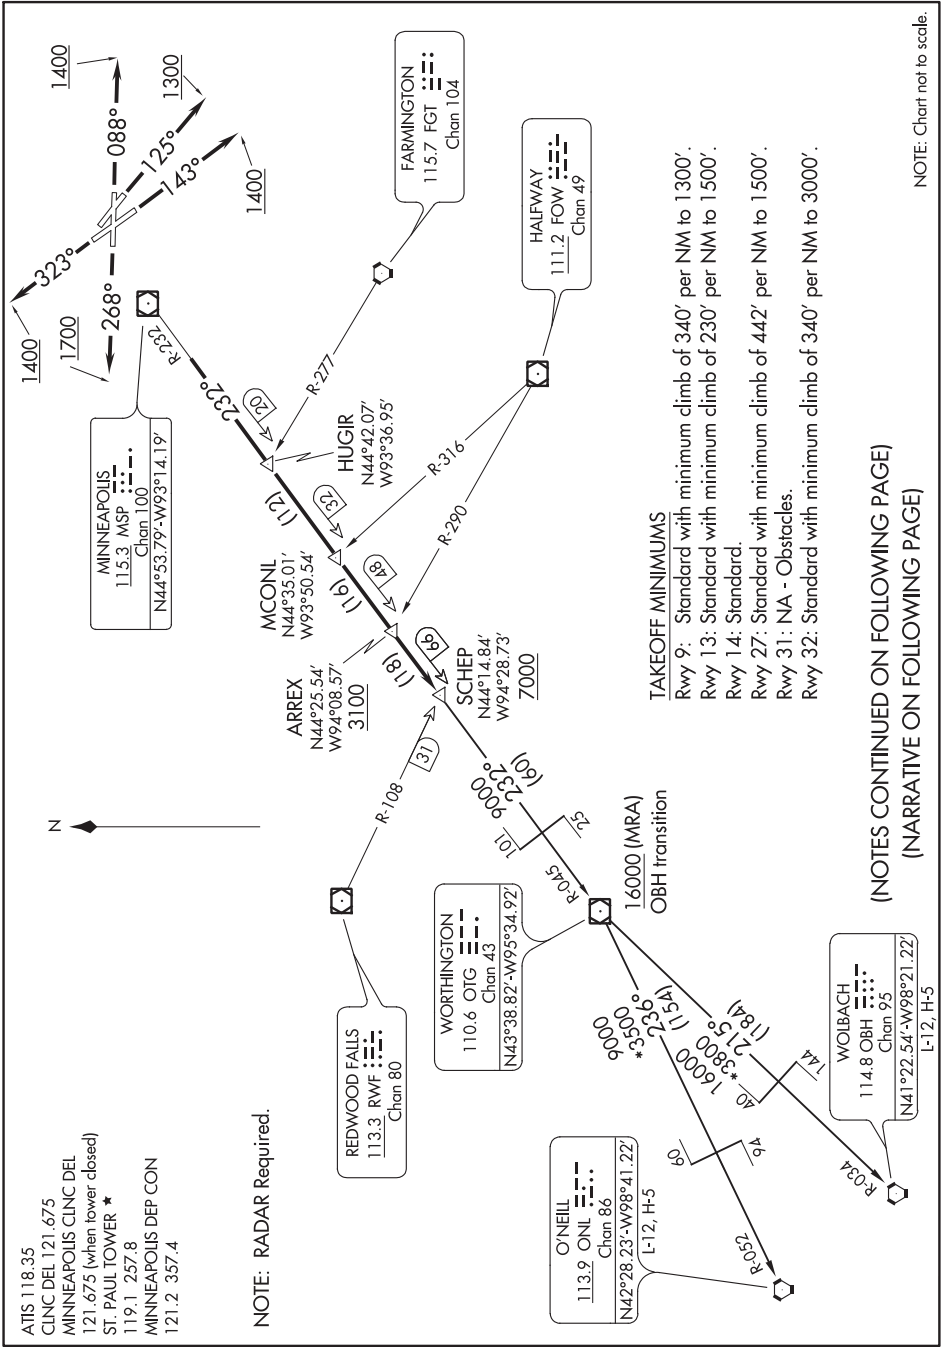 ATIS 118.35
CLNC DEL 121.675
MINNEAPOLIS CLNC DEL
121.675 (when tower closed)
ST. PAUL TOWER ★
119.1 257.8
MINNEAPOLIS DEP CON
121.2 357.4
NOTE: RADAR Required.
N
1400
323°
1400
1700
268°
088°
1400
125°
1300
143°
1400
MINNEAPOLIS
115.3 MSP
Chan 100
N44°53.79'-W93°14.19'
R-232
232°
20
FARMINGTON
115.7 FGT
Chan 104
R-277
HUGIR
N44°42.07'
W93°36.95'
(12)
32
HALFWAY
111.2 FOW
Chan 49
R-316
R-290
MCONL
N44°35.01'
W93°50.54'
(16)
48
ARREX
N44°25.54'
W94°08.57'
3100
(18)
66
SCHEP
N44°14.84'
W94°28.73'
7000
REDWOOD FALLS
113.3 RWF
Chan 80
R-108
31
9000
232°
(60)
101
25
R-045
WORTHINGTON
110.6 OTG
Chan 43
N43°38.82'-W95°34.92'
16000 (MRA)
OBH transition
9000
*3500
236°
(154)
60
94
R-052
O'NEILL
113.9 ONL
Chan 86
N42°28.23'-W98°41.22'
L-12, H-5
16000
*3800
215°
(184)
40
144
R-034
WOLBACH
114.8 OBH
Chan 95
N41°22.54'-W98°21.22'
L-12, H-5
TAKEOFF MINIMUMS
Rwy 9: Standard with minimum climb of 340' per NM to 1300'.
Rwy 13: Standard with minimum climb of 230' per NM to 1500'.
Rwy 14: Standard.
Rwy 27: Standard with minimum climb of 442' per NM to 1500'.
Rwy 31: NA - Obstacles.
Rwy 32: Standard with minimum climb of 340' per NM to 3000'.
(NOTES CONTINUED ON FOLLOWING PAGE)
(NARRATIVE ON FOLLOWING PAGE)
NOTE: Chart not to scale.